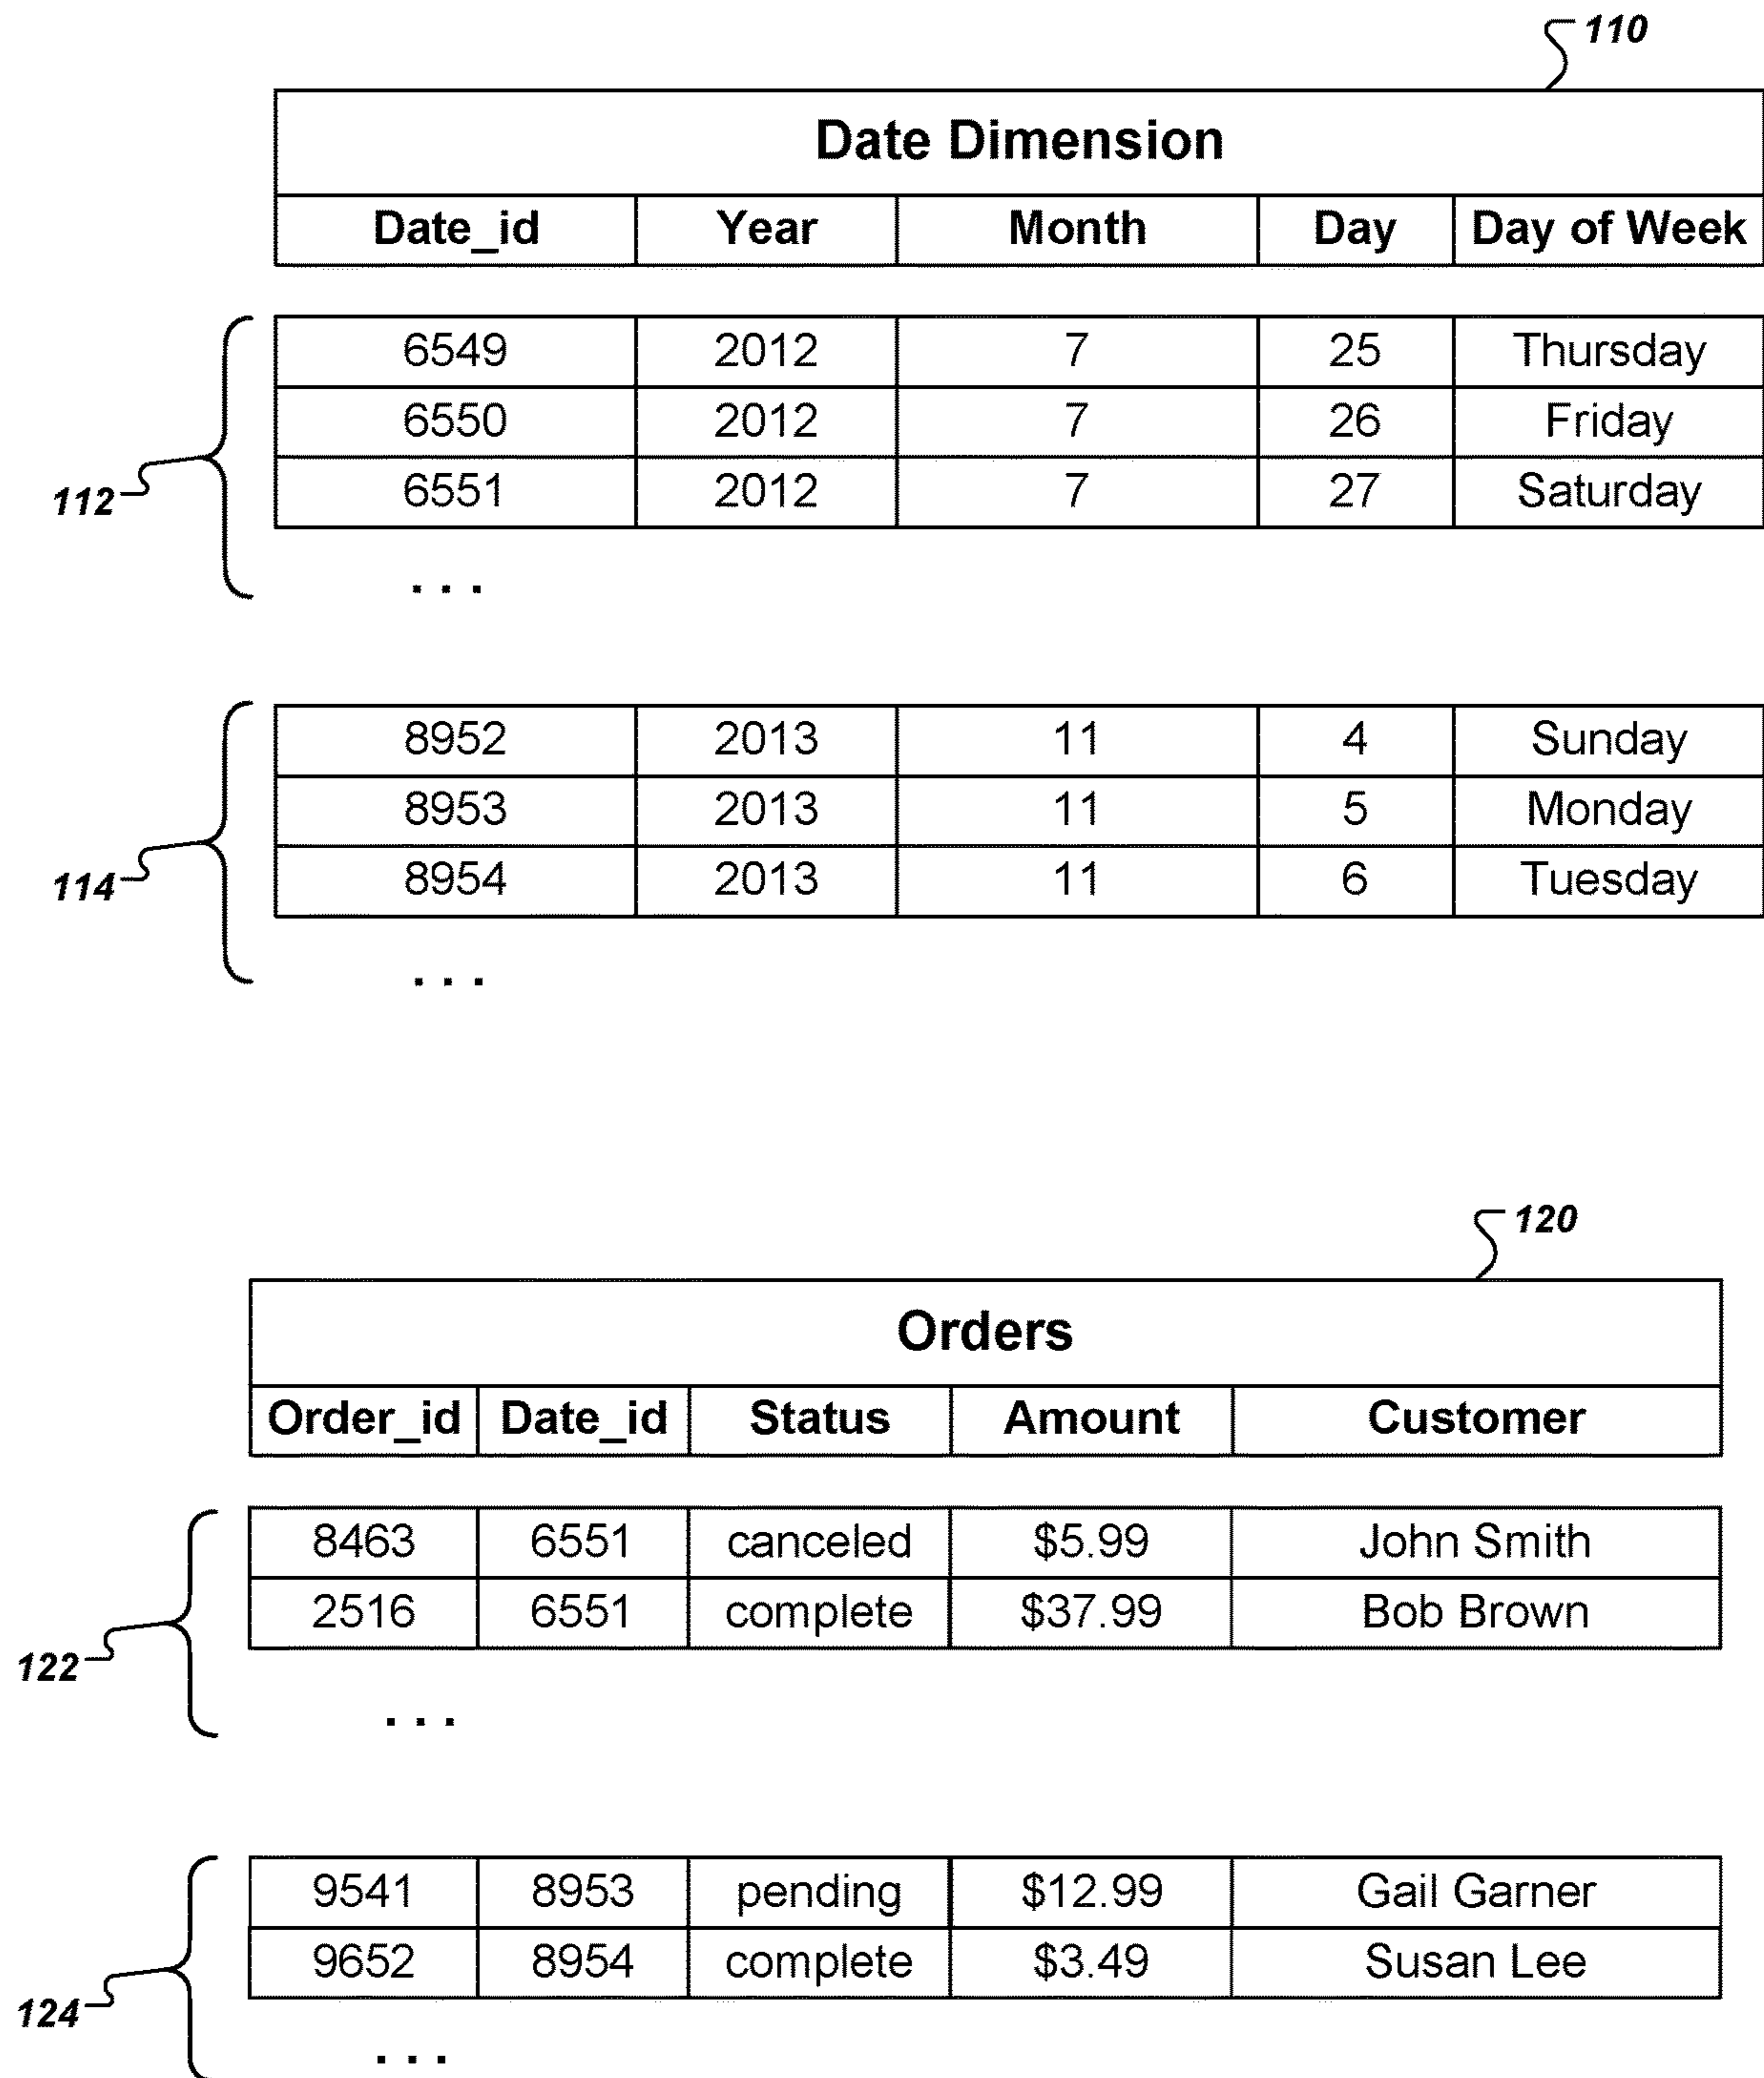 110
Date Dimension
Date_id Year Month Day Day of Week
6549 2012 7 25 Thursday
6550 2012 7 26 Friday
112 6551 2012 7 27 Saturday
. . .
8952 2013 11 4 Sunday
8953 2013 11 5 Monday
114 8954 2013 11 6 Tuesday
. . .
120
Orders
Order_id Date_id Status Amount Customer
8463 6551 canceled $5.99 John Smith
2516 6551 complete $37.99 Bob Brown
122
. . .
9541 8953 pending $12.99 Gail Garner
9652 8954 complete $3.49 Susan Lee
124
. . .